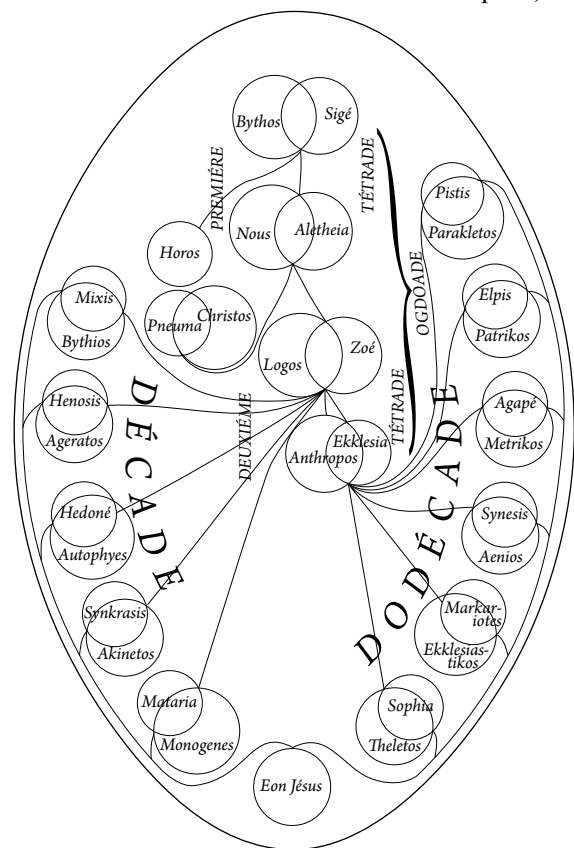 Bythos
Sigé
PREMIÉRE
TÉTRADE
Pistis
Parakletos
Nous
Aletheia
Horos
OGDOADE
Mixis
Bythios
Pneuma
Christos
Elpis
Patrikos
Logos
Zoé
DÉCADE
DEUXIÉME
TÉTRADE
DODÉCADE
Henosis
Ageratos
Anthropos
Ekklesia
Agapé
Metrikos
Hedoné
Autophyes
Synesis
Aenios
Synkrasis
Akinetos
Markar-
iotes
Ekklesias-
tikos
Mataria
Monogenes
Sophia
Theletos
Eon Jésus